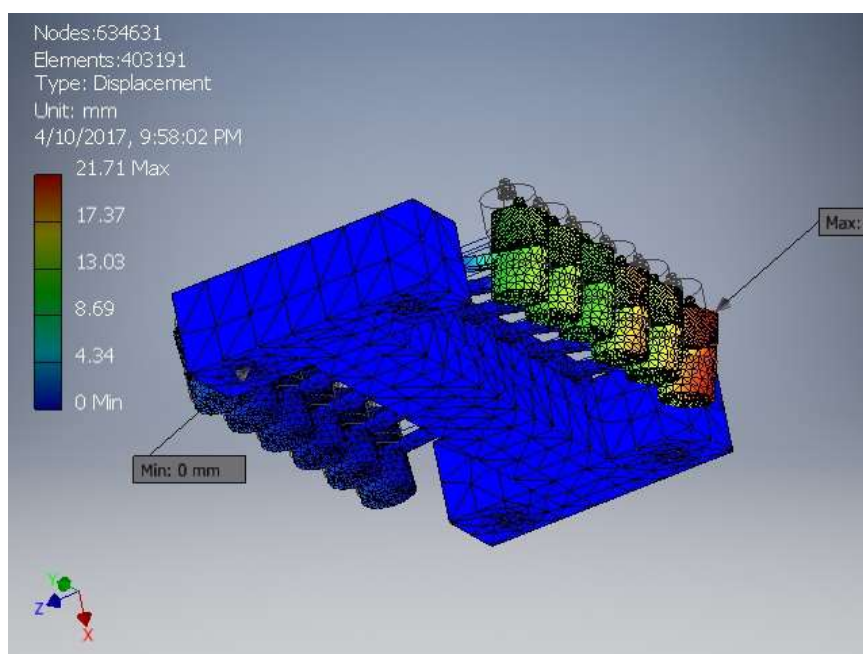 Nodes:634631
Elements:403191
Type: Displacement
Unit: mm
4/10/2017, 9:58:02 PM
21.71 Max
17.37
13.03
8.69
4.34
0 Min
Max:
Min: 0 mm
Y
Z
X